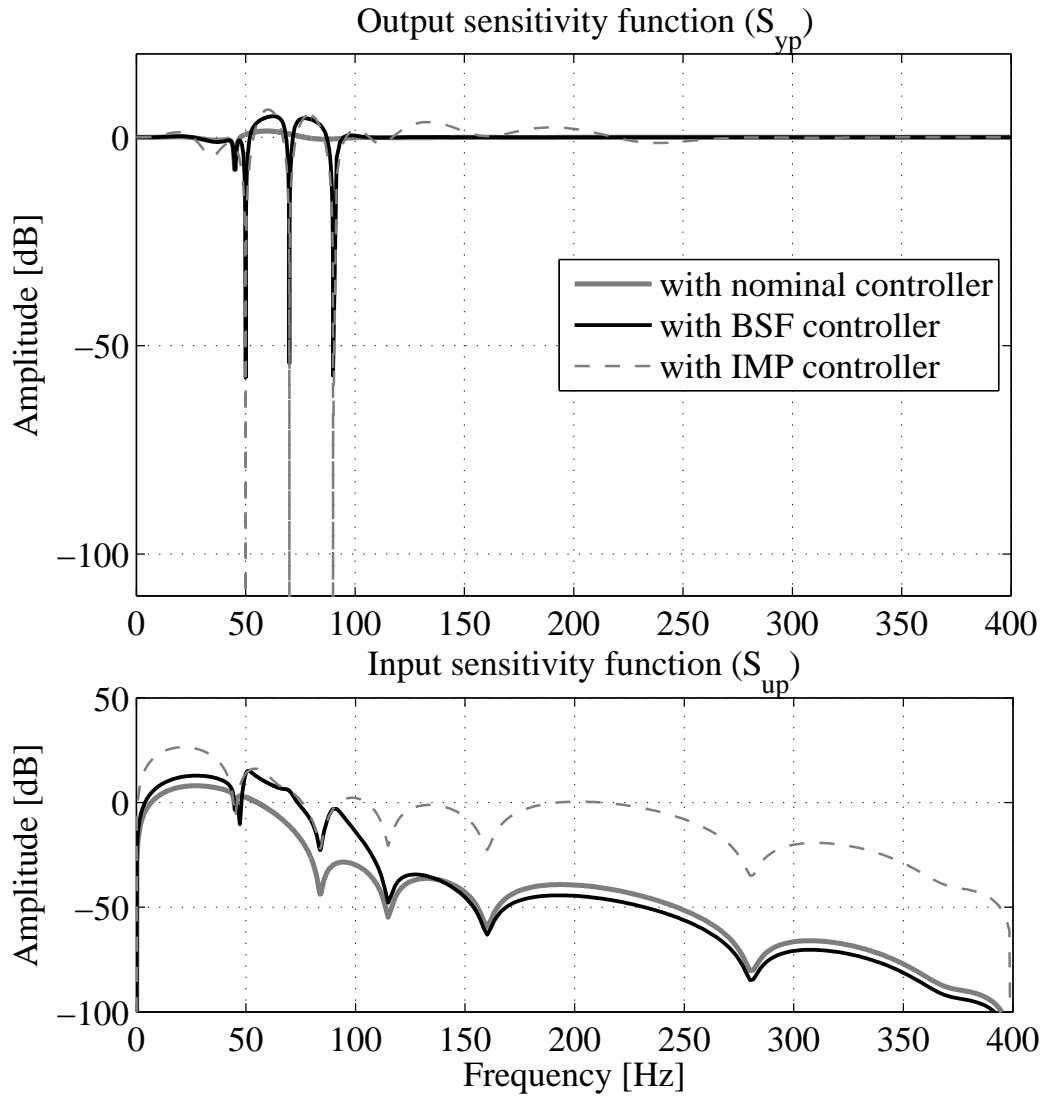 Output sensitivity function (S_yp)
Amplitude [dB]
0
−50
−100
with nominal controller
with BSF controller
with IMP controller
0 50 100 150 200 250 300 350 400
Input sensitivity function (S_up)
Amplitude [dB]
50
0
−50
−100
0 50 100 150 200 250 300 350 400
Frequency [Hz]